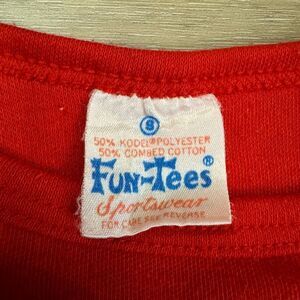 S
50% KODEL® POLYESTER
50% COMBED COTTON
FUN-Tees®
Sportswear
FOR CARE SEE REVERSE